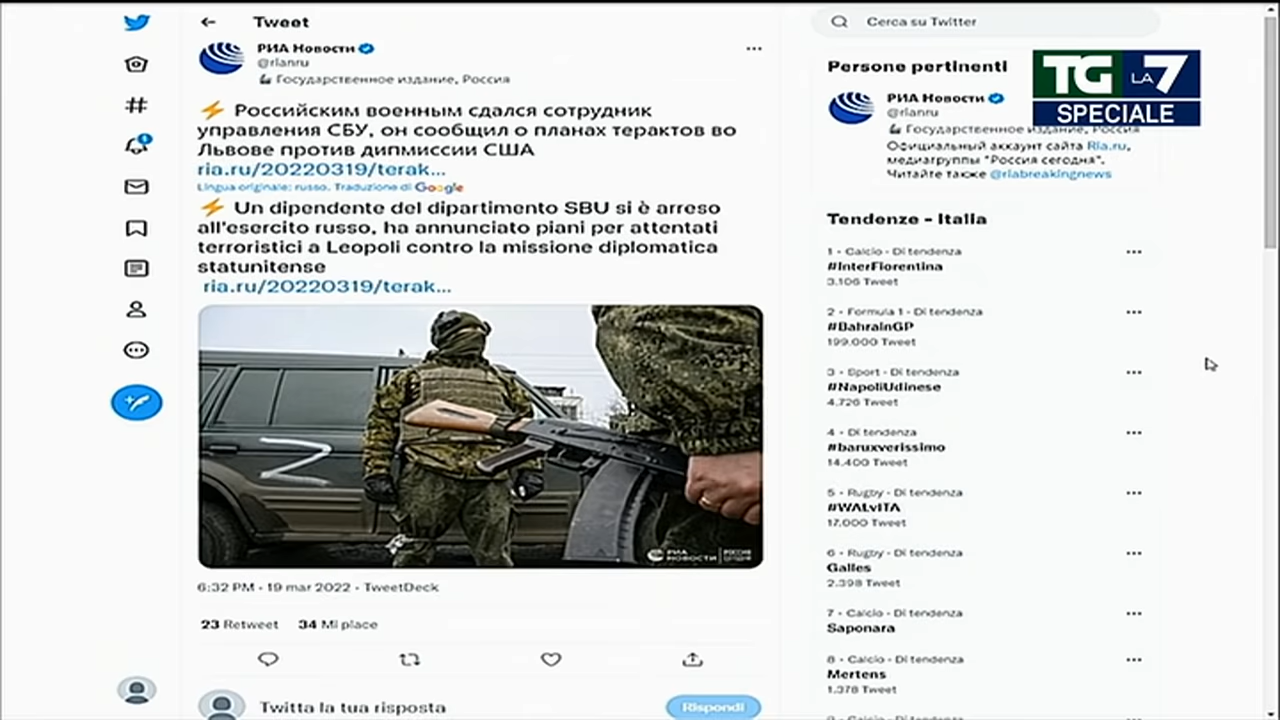 Tweet
РИА Новости
@rianru
Государственное издание, Россия
⚡ Российским военным сдался сотрудник
управления СБУ, он сообщил о планах терактов во
Львове против дипмиссии США
ria.ru/20220319/terak...
Lingua originale: russo. Traduzione di Google
⚡ Un dipendente del dipartimento SBU si è arreso
all'esercito russo, ha annunciato piani per attentati
terroristici a Leopoli contro la missione diplomatica
statunitense
ria.ru/20220319/terak...
Z
РИА НОВОСТИ
6:32 PM · 19 mar 2022 · TweetDeck
23 Retweet 34 Mi piace
Twitta la tua risposta
Rispondi
Cerca su Twitter
TG LA7
SPECIALE
Persone pertinenti
РИА Новости
@rianru
Государственное издание, Россия
Официальный аккаунт сайта Ria.ru,
медиагруппы "Россия сегодня".
Читайте также @riabreakingnews
Tendenze - Italia
1 - Calcio - Di tendenza
#InterFiorentina
3.106 Tweet
2 - Formula 1 - Di tendenza
#BahrainGP
199.000 Tweet
3 - Sport - Di tendenza
#NapoliUdinese
4.726 Tweet
4 - Di tendenza
#baruxverissimo
14.400 Tweet
5 - Rugby - Di tendenza
#WALvITA
17.000 Tweet
6 - Rugby - Di tendenza
Galles
2.398 Tweet
7 - Calcio - Di tendenza
Saponara
8 - Calcio - Di tendenza
Mertens
1.378 Tweet